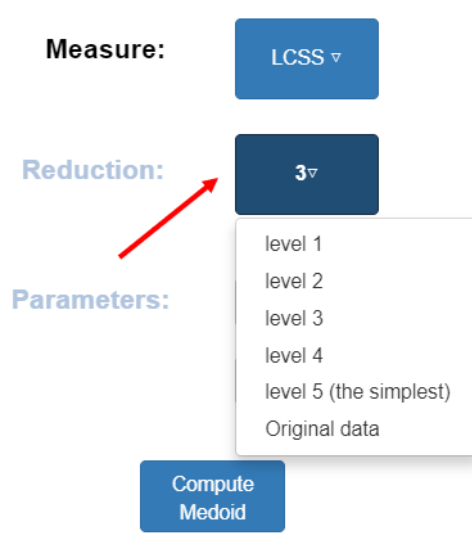 Measure:
LCSS ▿
Reduction:
3▿
level 1
level 2
Parameters:
level 3
level 4
level 5 (the simplest)
Original data
Compute
Medoid